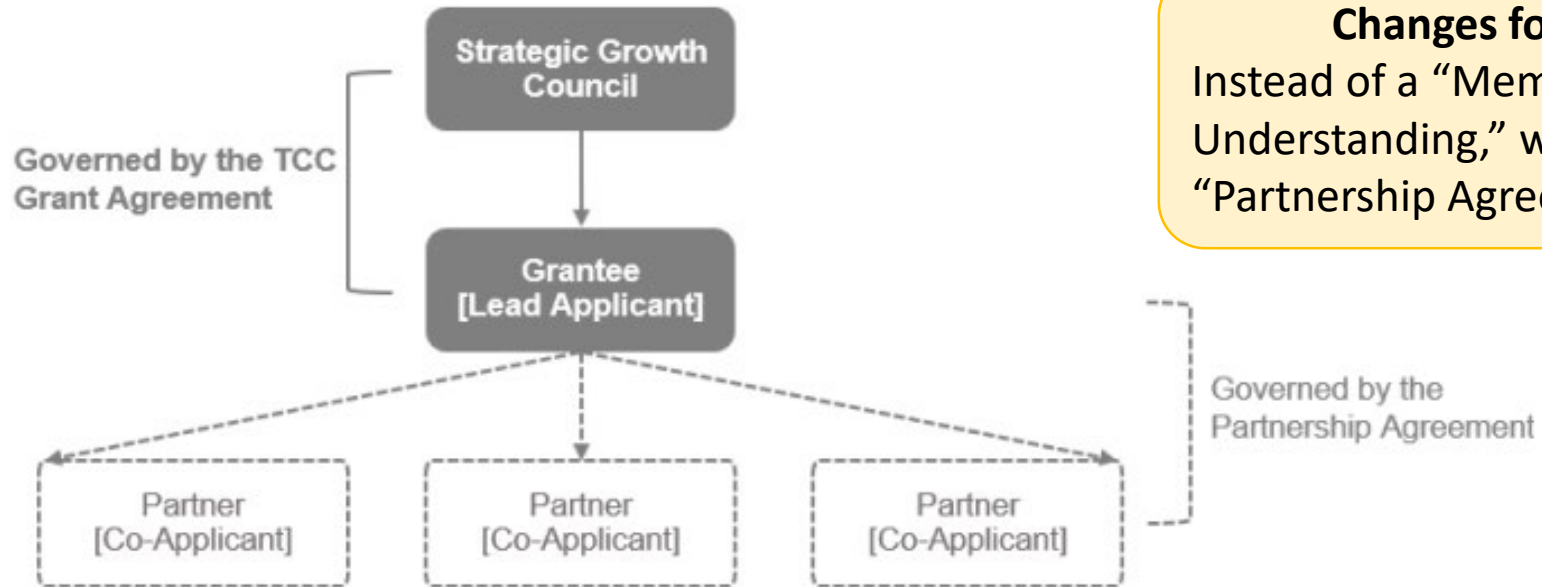 Strategic Growth
Council
Changes fo
Instead of a “Mem
Understanding,” w
“Partnership Agree
Governed by the TCC
Grant Agreement
Grantee
[Lead Applicant]
Governed by the
Partnership Agreement
Partner
[Co-Applicant]
Partner
[Co-Applicant]
Partner
[Co-Applicant]